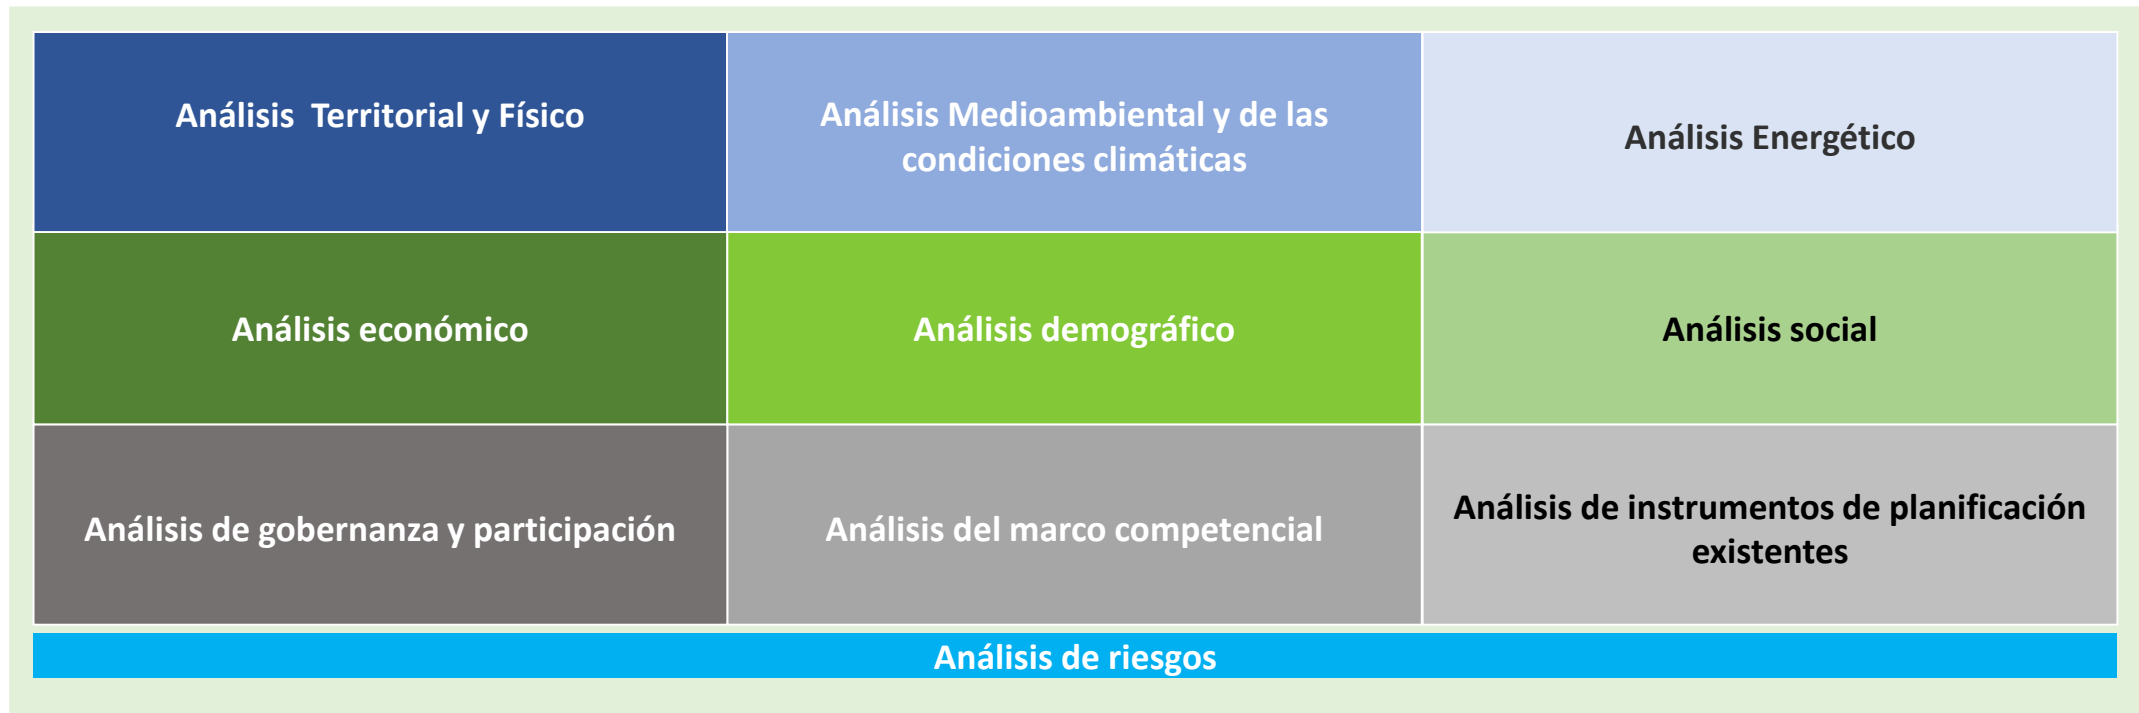 Análisis  Territorial y Físico
Análisis Medioambiental y de las
condiciones climáticas
Análisis Energético
Análisis económico
Análisis demográfico
Análisis social
Análisis de gobernanza y participación
Análisis del marco competencial
Análisis de instrumentos de planificación
existentes
Análisis de riesgos